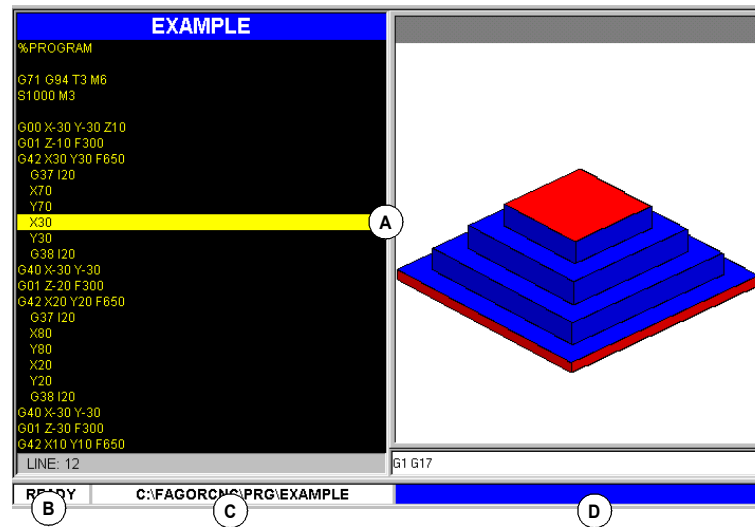 EXAMPLE
%PROGRAM
G71 G94 T3 M6
S1000 M3
G00 X-30 Y-30 Z10
G01 Z-10 F300
G42 X30 Y30 F650
G37 I20
X70
Y70
X30
Y30
G38 I20
G40 X-30 Y-30
G01 Z-20 F300
G42 X20 Y20 F650
G37 I20
X80
Y80
X20
Y20
G38 I20
G40 X-30 Y-30
G01 Z-30 F300
G42 X10 Y10 F650
LINE: 12
A
G1 G17
READY
C:\FAGORCNC\PRG\EXAMPLE
B
C
D